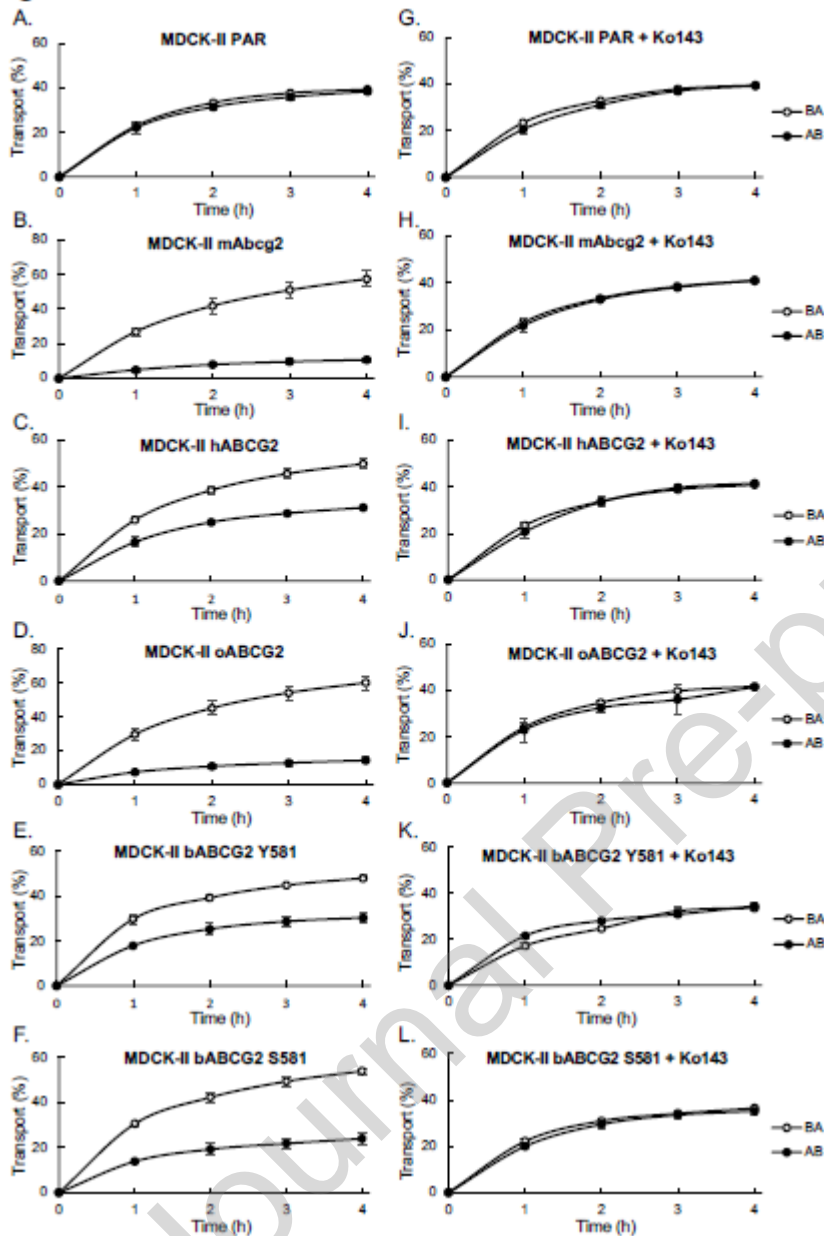 A.
MDCK-II PAR
Transport (%)
60
40
20
0
0 1 2 3 4
Time (h)
G.
MDCK-II PAR + Ko143
Transport (%)
60
40
20
0
0 1 2 3 4
Time (h)
BA
AB
B.
MDCK-II mAbcg2
Transport (%)
80
60
40
20
0
0 1 2 3 4
Time (h)
H.
MDCK-II mAbcg2 + Ko143
Transport (%)
60
40
20
0
0 1 2 3 4
Time (h)
BA
AB
C.
MDCK-II hABCG2
Transport (%)
60
40
20
0
0 1 2 3 4
Time (h)
I.
MDCK-II hABCG2 + Ko143
Transport (%)
60
40
20
0
0 1 2 3 4
Time (h)
BA
AB
D.
MDCK-II oABCG2
Transport (%)
80
60
40
20
0
0 1 2 3 4
Time (h)
J.
MDCK-II oABCG2 + Ko143
Transport (%)
60
40
20
0
0 1 2 3 4
Time (h)
BA
AB
E.
MDCK-II bABCG2 Y581
Transport (%)
60
40
20
0
0 1 2 3 4
Time (h)
K.
MDCK-II bABCG2 Y581 + Ko143
Transport (%)
60
40
20
0
0 1 2 3 4
Time (h)
BA
AB
F.
MDCK-II bABCG2 S581
Transport (%)
60
40
20
0
0 1 2 3 4
Time (h)
L.
MDCK-II bABCG2 S581 + Ko143
Transport (%)
60
40
20
0
0 1 2 3 4
Time (h)
BA
AB
Journal Pre-p